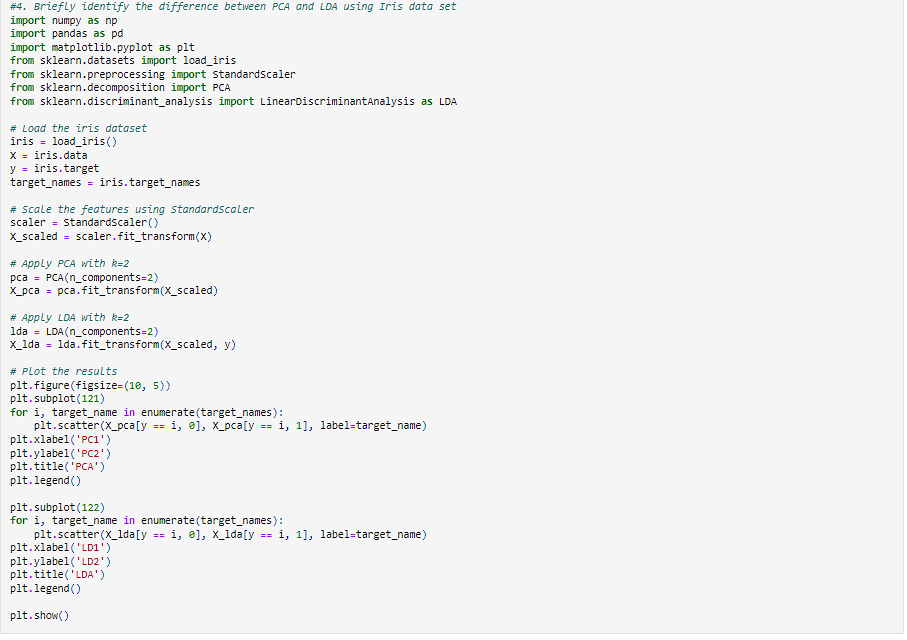 #4. Briefly identify the difference between PCA and LDA using Iris data set
import numpy as np
import pandas as pd
import matplotlib.pyplot as plt
from sklearn.datasets import load_iris
from sklearn.preprocessing import StandardScaler
from sklearn.decomposition import PCA
from sklearn.discriminant_analysis import LinearDiscriminantAnalysis as LDA

# Load the iris dataset
iris = load_iris()
X = iris.data
y = iris.target
target_names = iris.target_names

# Scale the features using StandardScaler
scaler = StandardScaler()
X_scaled = scaler.fit_transform(X)

# Apply PCA with k=2
pca = PCA(n_components=2)
X_pca = pca.fit_transform(X_scaled)

# Apply LDA with k=2
lda = LDA(n_components=2)
X_lda = lda.fit_transform(X_scaled, y)

# Plot the results
plt.figure(figsize=(10, 5))
plt.subplot(121)
for i, target_name in enumerate(target_names):
    plt.scatter(X_pca[y == i, 0], X_pca[y == i, 1], label=target_name)
plt.xlabel('PC1')
plt.ylabel('PC2')
plt.title('PCA')
plt.legend()

plt.subplot(122)
for i, target_name in enumerate(target_names):
    plt.scatter(X_lda[y == i, 0], X_lda[y == i, 1], label=target_name)
plt.xlabel('LD1')
plt.ylabel('LD2')
plt.title('LDA')
plt.legend()

plt.show()